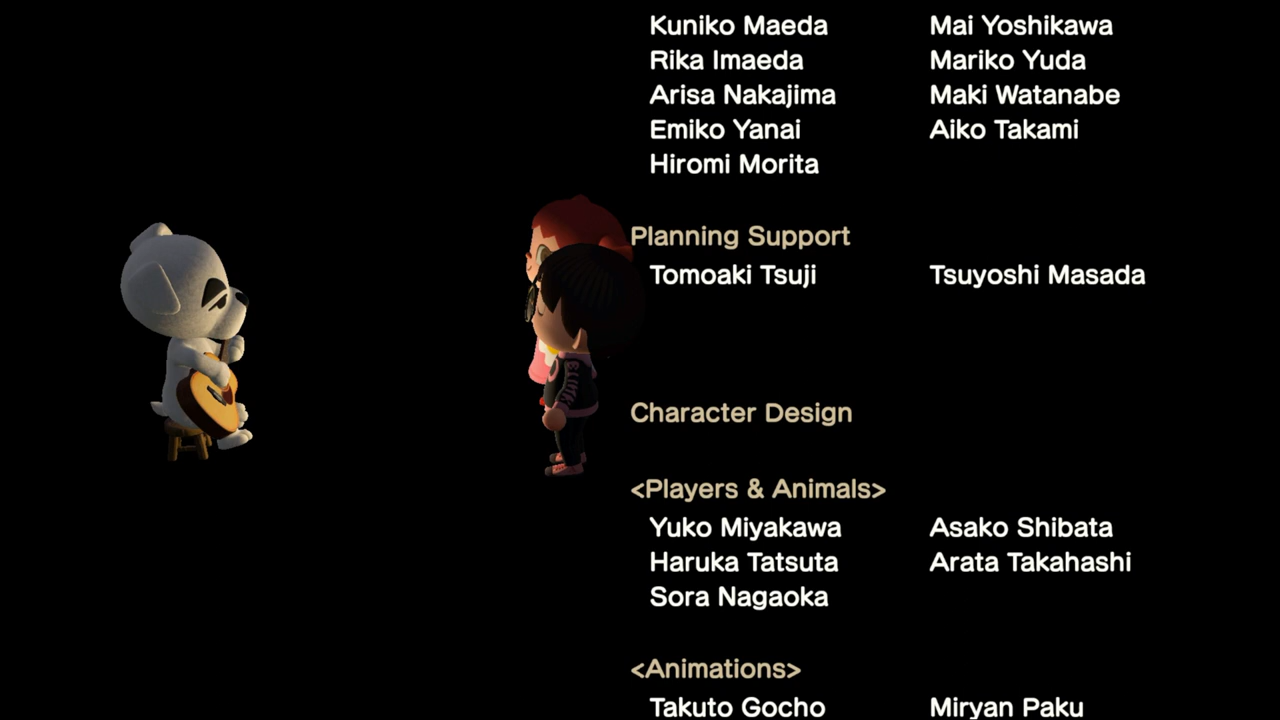 Kuniko Maeda Mai Yoshikawa
Rika Imaeda Mariko Yuda
Arisa Nakajima Maki Watanabe
Emiko Yanai Aiko Takami
Hiromi Morita
Planning Support
Tomoaki Tsuji Tsuyoshi Masada
Character Design
<Players & Animals>
Yuko Miyakawa Asako Shibata
Haruka Tatsuta Arata Takahashi
Sora Nagaoka
<Animations>
Takuto Gocho Miryan Paku